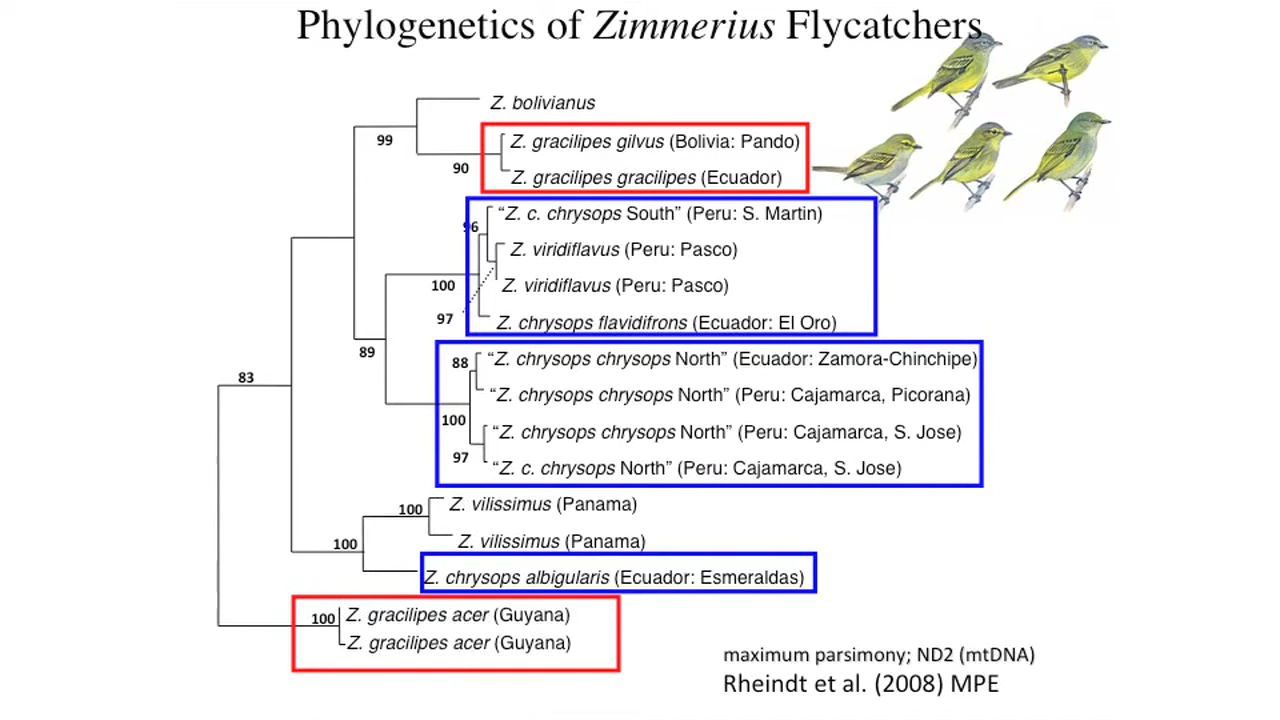 Phylogenetics of Zimmerius Flycatchers
Z. bolivianus
99
Z. gracilipes gilvus (Bolivia: Pando)
90
Z. gracilipes gracilipes (Ecuador)
“Z. c. chrysops South” (Peru: S. Martin)
96
Z. viridiflavus (Peru: Pasco)
100
Z. viridiflavus (Peru: Pasco)
97
Z. chrysops flavidifrons (Ecuador: El Oro)
89
88
“Z. chrysops chrysops North” (Ecuador: Zamora-Chinchipe)
83
“Z. chrysops chrysops North” (Peru: Cajamarca, Picorana)
100
“Z. chrysops chrysops North” (Peru: Cajamarca, S. Jose)
97
“Z. c. chrysops North” (Peru: Cajamarca, S. Jose)
100
Z. vilissimus (Panama)
100
Z. vilissimus (Panama)
Z. chrysops albigularis (Ecuador: Esmeraldas)
100
Z. gracilipes acer (Guyana)
Z. gracilipes acer (Guyana)
maximum parsimony; ND2 (mtDNA)
Rheindt et al. (2008) MPE